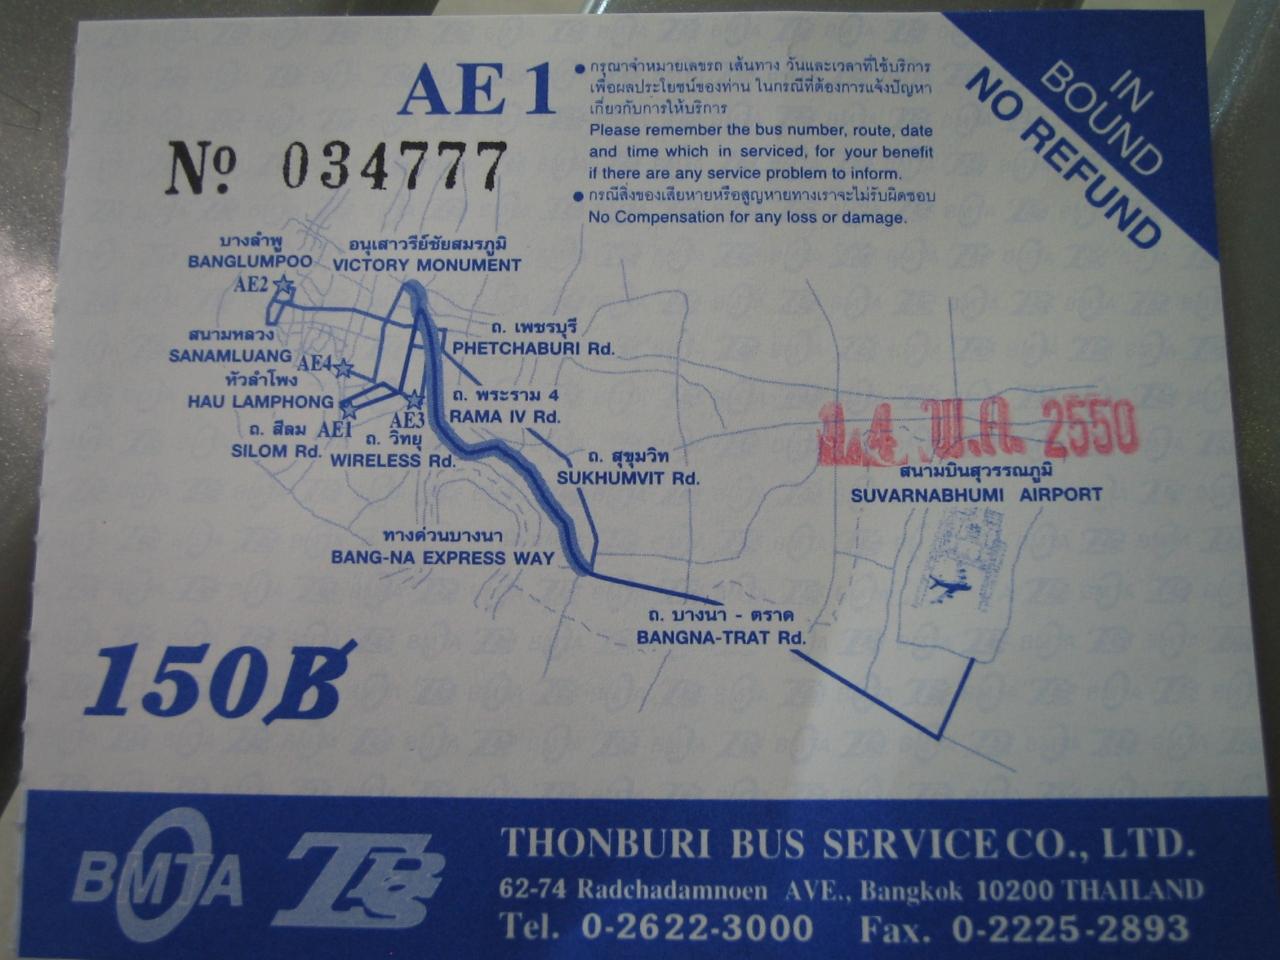 AE 1
No. 034777
● กรุณาจำหมายเลขรถ เส้นทาง วันและเวลาที่ใช้บริการ
เพื่อผลประโยชน์ของท่าน ในกรณีที่ต้องการแจ้งปัญหา
เกี่ยวกับการให้บริการ
Please remember the bus number, route, date
and time which in serviced, for your benefit
if there are any service problem to inform.
● กรณีสิ่งของเสียหายหรือสูญหายทางเราจะไม่รับผิดชอบ
No Compensation for any loss or damage.
IN
BOUND
NO REFUND
บางลำพู
BANGLUMPOO
AE2
อนุเสาวรีย์ชัยสมรภูมิ
VICTORY MONUMENT
ถ. เพชรบุรี
PHETCHABURI Rd.
สนามหลวง
SANAMLUANG
AE4
หัวลำโพง
HAU LAMPHONG
ถ. พระราม 4
RAMA IV Rd.
ถ. สีลม
SILOM Rd.
AE1
AE3
ถ. วิทยุ
WIRELESS Rd.
ถ. สุขุมวิท
SUKHUMVIT Rd.
พ.ค. 2550
สนามบินสุวรรณภูมิ
SUVARNABHUMI AIRPORT
ทางด่วนบางนา
BANG-NA EXPRESS WAY
ถ. บางนา - ตราด
BANGNA-TRAT Rd.
150฿
BMTA
TBS
THONBURI BUS SERVICE CO., LTD.
62-74 Radchadamnoen AVE., Bangkok 10200 THAILAND
Tel. 0-2622-3000 Fax. 0-2225-2893